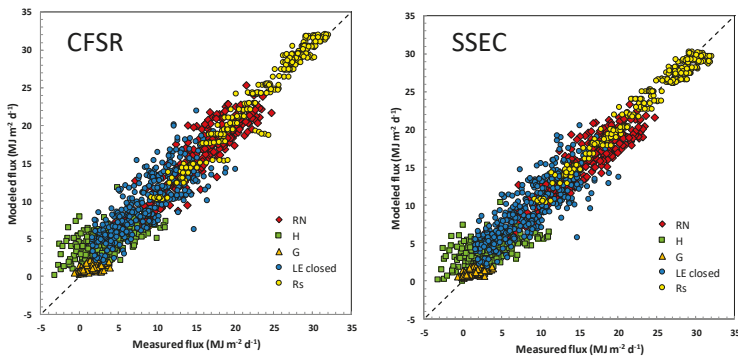 CFSR
35
30
25
20
15
10
5
0
-5
Modeled flux (MJ m⁻² d⁻¹)
-5 0 5 10 15 20 25 30 35
Measured flux (MJ m⁻² d⁻¹)
RN
H
G
LE closed
Rs
SSEC
35
30
25
20
15
10
5
0
-5
Modeled flux (MJ m⁻² d⁻¹)
-5 0 5 10 15 20 25 30 35
Measured flux (MJ m⁻² d⁻¹)
RN
H
G
LE closed
Rs